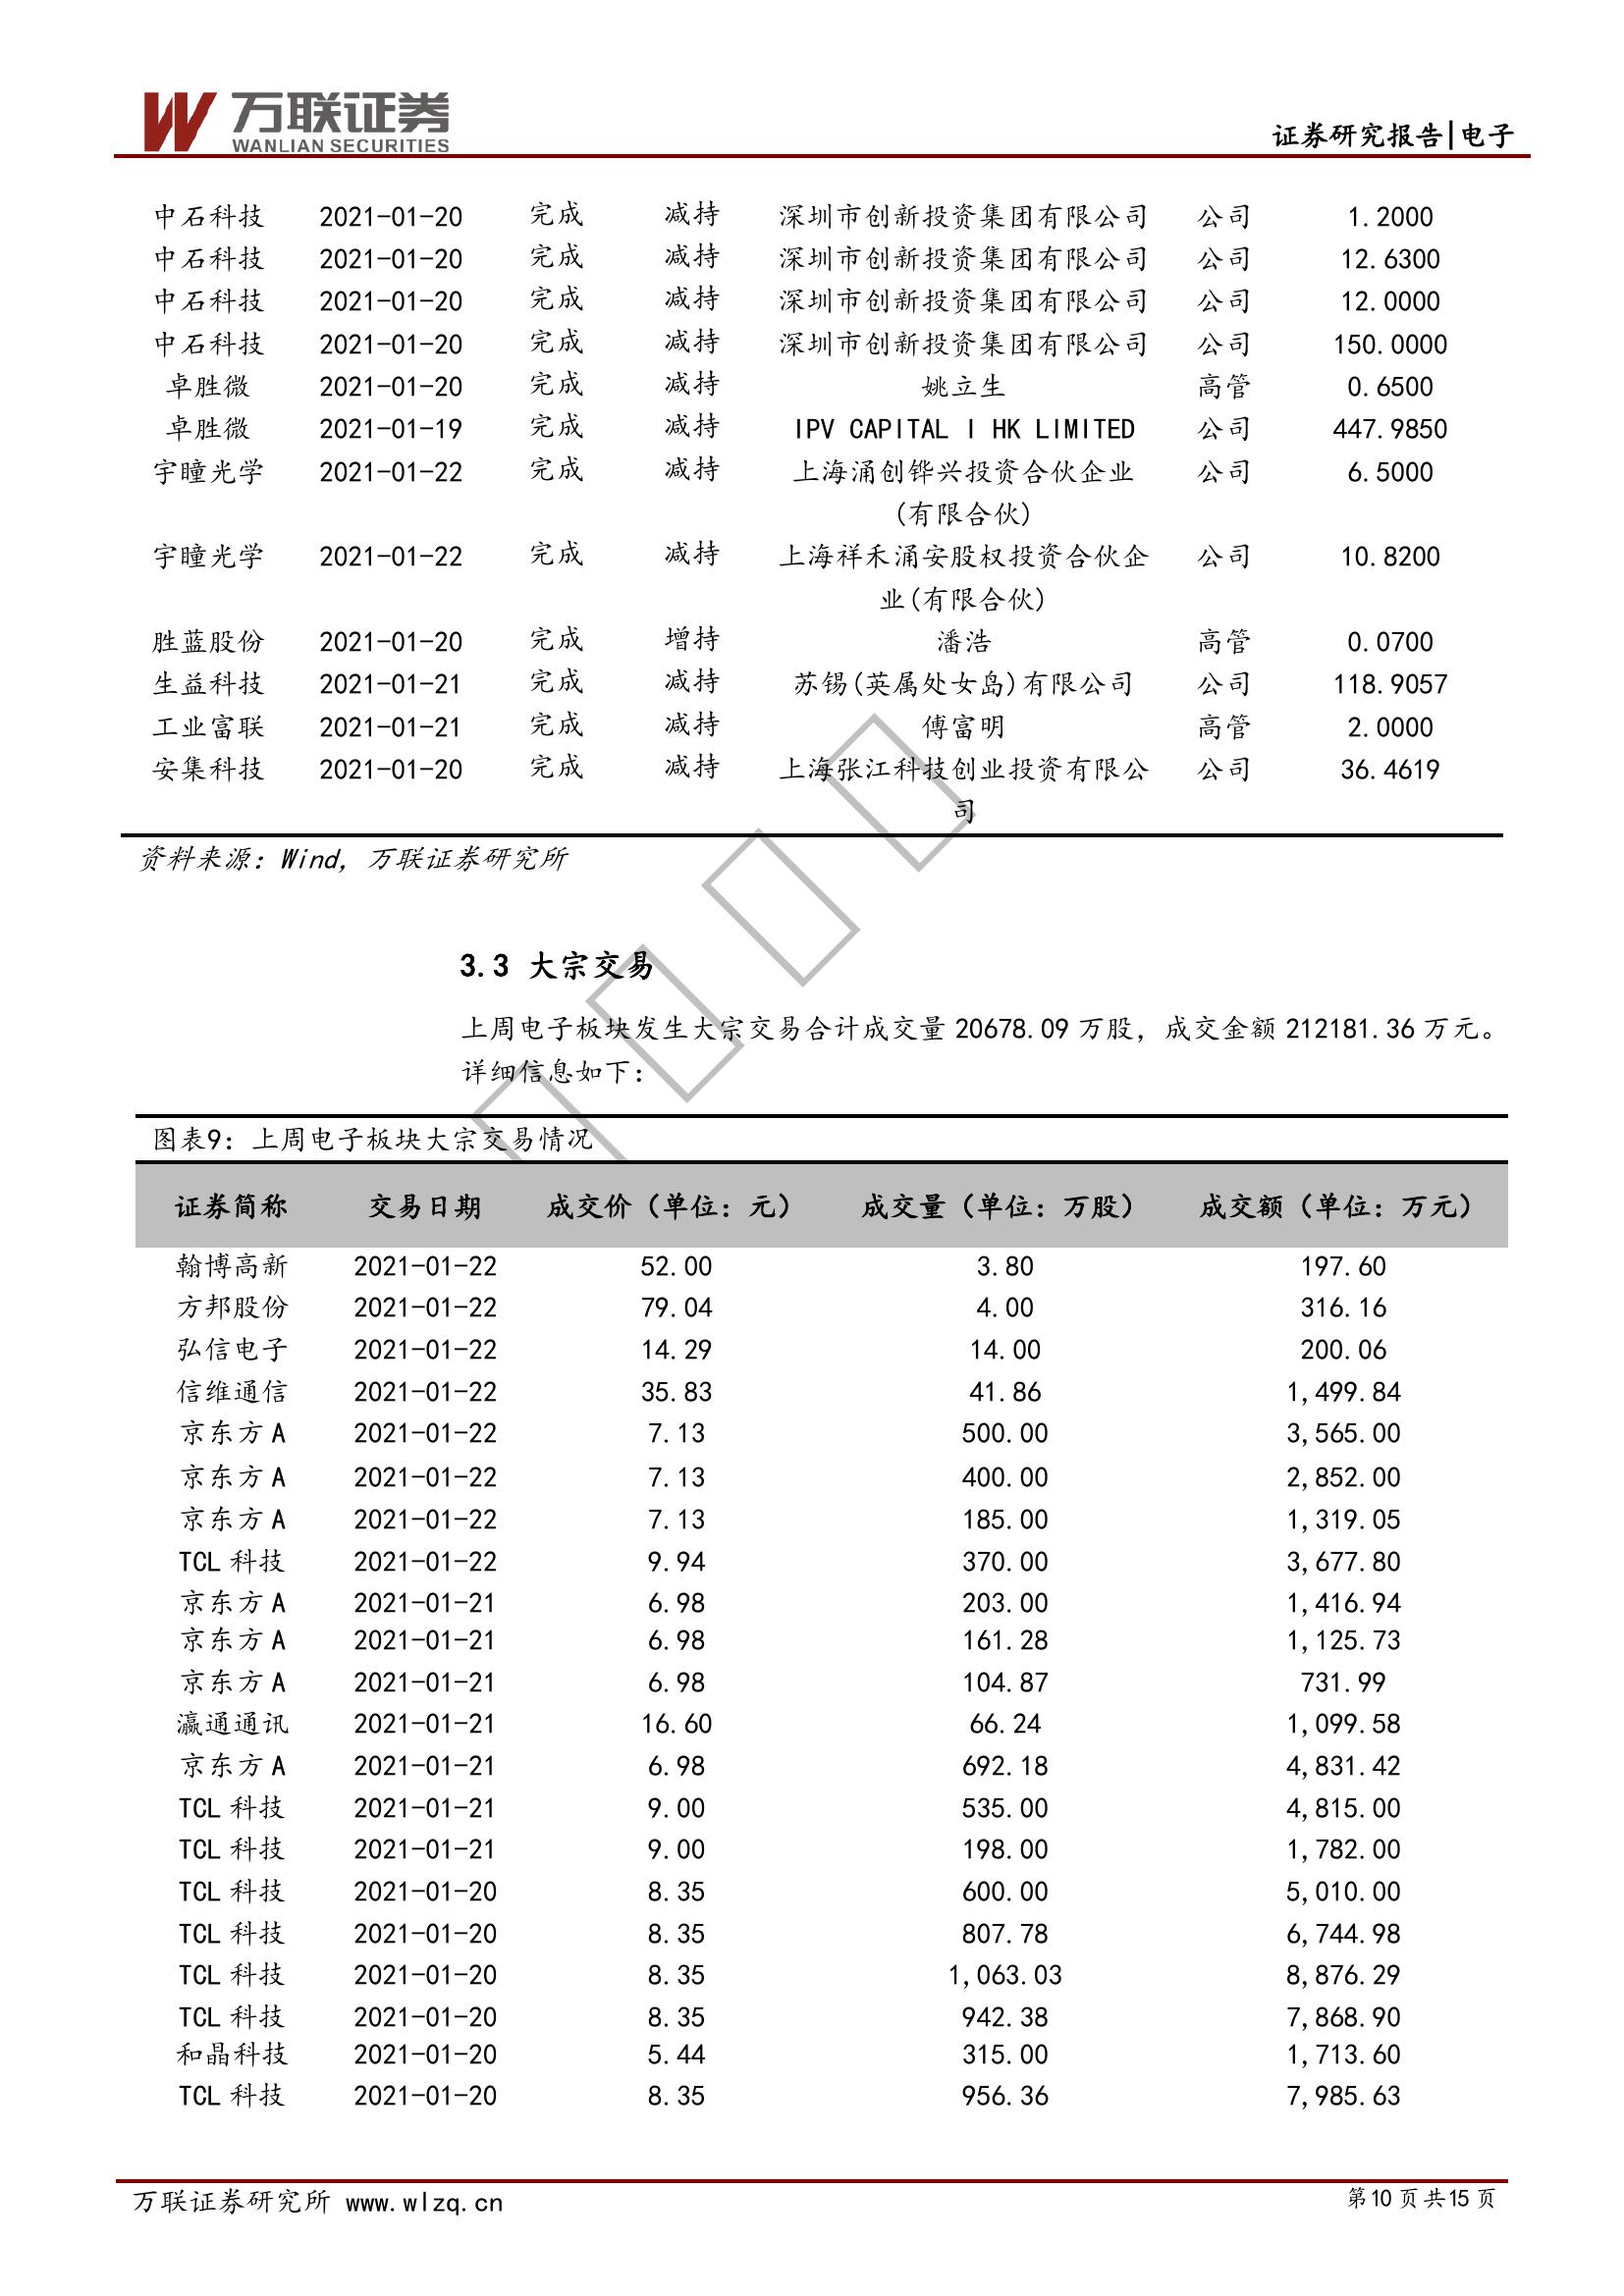 万联证券
WANLIAN SECURITIES
证券研究报告|电子
中石科技 2021-01-20 完成 减持 深圳市创新投资集团有限公司 公司 1.2000
中石科技 2021-01-20 完成 减持 深圳市创新投资集团有限公司 公司 12.6300
中石科技 2021-01-20 完成 减持 深圳市创新投资集团有限公司 公司 12.0000
中石科技 2021-01-20 完成 减持 深圳市创新投资集团有限公司 公司 150.0000
卓胜微 2021-01-20 完成 减持 姚立生 高管 0.6500
卓胜微 2021-01-19 完成 减持 IPV CAPITAL I HK LIMITED 公司 447.9850
宇瞳光学 2021-01-22 完成 减持 上海涌创铧兴投资合伙企业 公司 6.5000
(有限合伙)
宇瞳光学 2021-01-22 完成 减持 上海祥禾涌安股权投资合伙企 公司 10.8200
业(有限合伙)
胜蓝股份 2021-01-20 完成 增持 潘浩 高管 0.0700
生益科技 2021-01-21 完成 减持 苏锡(英属处女岛)有限公司 公司 118.9057
工业富联 2021-01-21 完成 减持 傅富明 高管 2.0000
安集科技 2021-01-20 完成 减持 上海张江科技创业投资有限公 公司 36.4619
司
资料来源：Wind，万联证券研究所
3.3 大宗交易
上周电子板块发生大宗交易合计成交量 20678.09 万股，成交金额 212181.36 万元。
详细信息如下：
图表9：上周电子板块大宗交易情况
证券简称 交易日期 成交价（单位：元） 成交量（单位：万股） 成交额（单位：万元）
翰博高新 2021-01-22 52.00 3.80 197.60
方邦股份 2021-01-22 79.04 4.00 316.16
弘信电子 2021-01-22 14.29 14.00 200.06
信维通信 2021-01-22 35.83 41.86 1,499.84
京东方 A 2021-01-22 7.13 500.00 3,565.00
京东方 A 2021-01-22 7.13 400.00 2,852.00
京东方 A 2021-01-22 7.13 185.00 1,319.05
TCL 科技 2021-01-22 9.94 370.00 3,677.80
京东方 A 2021-01-21 6.98 203.00 1,416.94
京东方 A 2021-01-21 6.98 161.28 1,125.73
京东方 A 2021-01-21 6.98 104.87 731.99
瀛通通讯 2021-01-21 16.60 66.24 1,099.58
京东方 A 2021-01-21 6.98 692.18 4,831.42
TCL 科技 2021-01-21 9.00 535.00 4,815.00
TCL 科技 2021-01-21 9.00 198.00 1,782.00
TCL 科技 2021-01-20 8.35 600.00 5,010.00
TCL 科技 2021-01-20 8.35 807.78 6,744.98
TCL 科技 2021-01-20 8.35 1,063.03 8,876.29
TCL 科技 2021-01-20 8.35 942.38 7,868.90
和晶科技 2021-01-20 5.44 315.00 1,713.60
TCL 科技 2021-01-20 8.35 956.36 7,985.63
万联证券研究所 www.wlzq.cn
第10页共15页